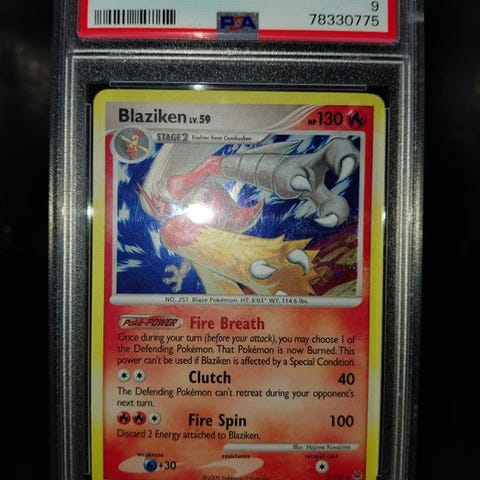 9
PSA 78330775
Blaziken LV.59 HP 130
STAGE 2 Evolves from Combusken
NO. 257 Blaze Pokémon HT: 6'03" WT: 114.6 lbs.
Poké-POWER Fire Breath
Once during your turn (before your attack), you may choose 1 of
the Defending Pokémon. That Pokémon is now Burned. This
power can't be used if Blaziken is affected by a Special Condition.
Clutch 40
The Defending Pokémon can't retreat during your opponent's
next turn.
Fire Spin 100
Discard 2 Energy attached to Blaziken.
Illus. Hajime Kusajima
weakness resistance retreat cost
+30